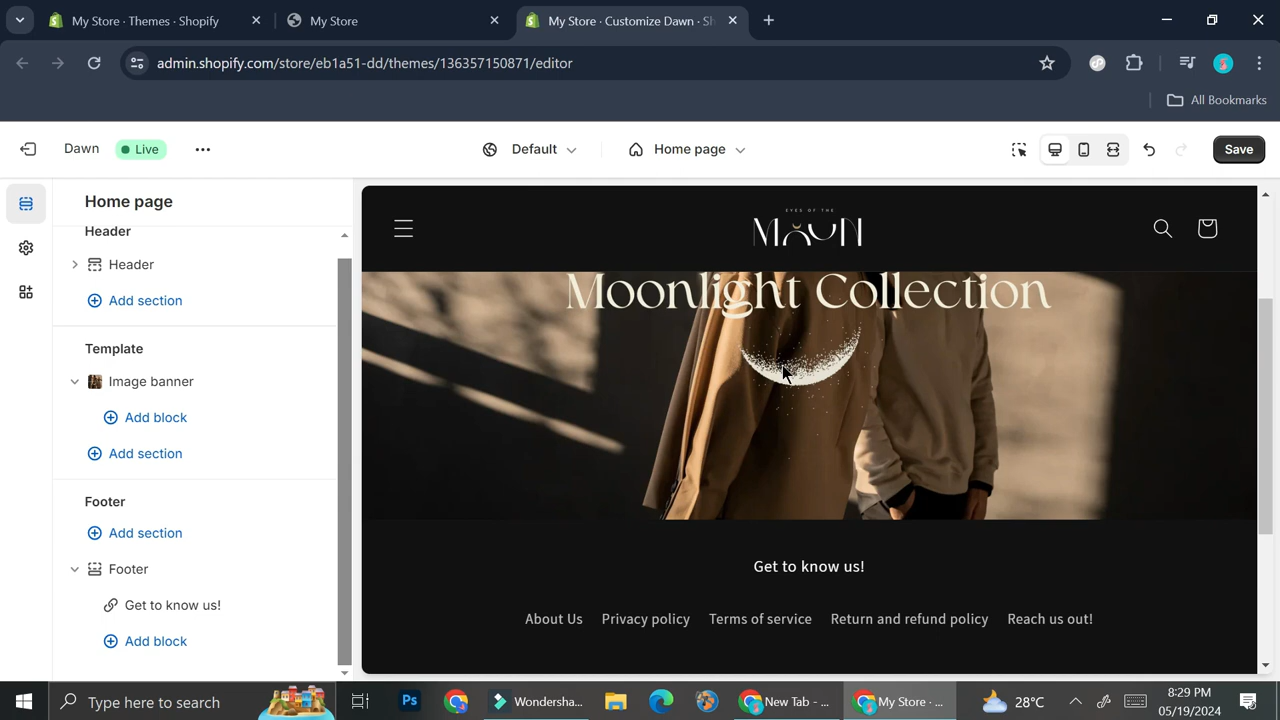 My Store · Themes · Shopify
My Store
My Store · Customize Dawn · Sh
admin.shopify.com/store/eb1a51-dd/themes/136357150871/editor
All Bookmarks
Dawn
Live
Default
Home page
Save
Home page
Header
Header
Add section
Template
Image banner
Add block
Add section
Footer
Add section
Footer
Get to know us!
Add block
EYES OF THE
MOON
Moonlight Collection
Get to know us!
About Us Privacy policy Terms of service Return and refund policy Reach us out!
Type here to search
Ps
Wondersha...
New Tab - ...
My Store · ...
28°C
8:29 PM
05/19/2024